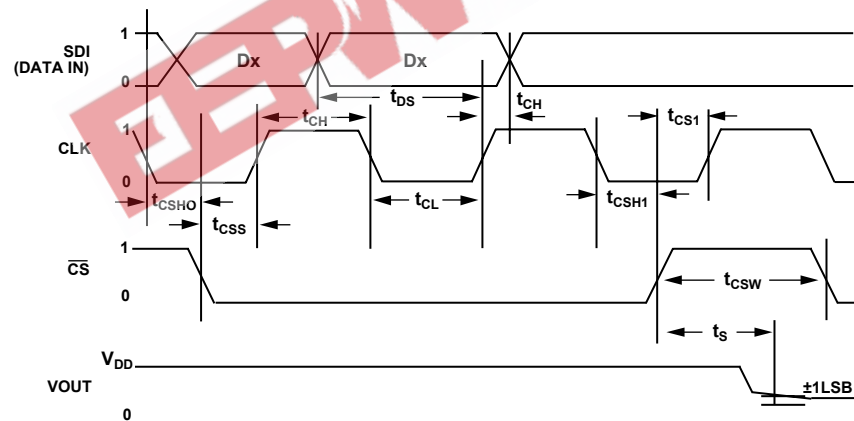 SDI
(DATA IN)
1
0
Dx
Dx
tDS
tCH
tCH
tCS1
CLK
1
0
tCSHO
tCSS
tCL
tCSH1
CS
1
0
tCSW
tS
VDD
VOUT
0
±1LSB